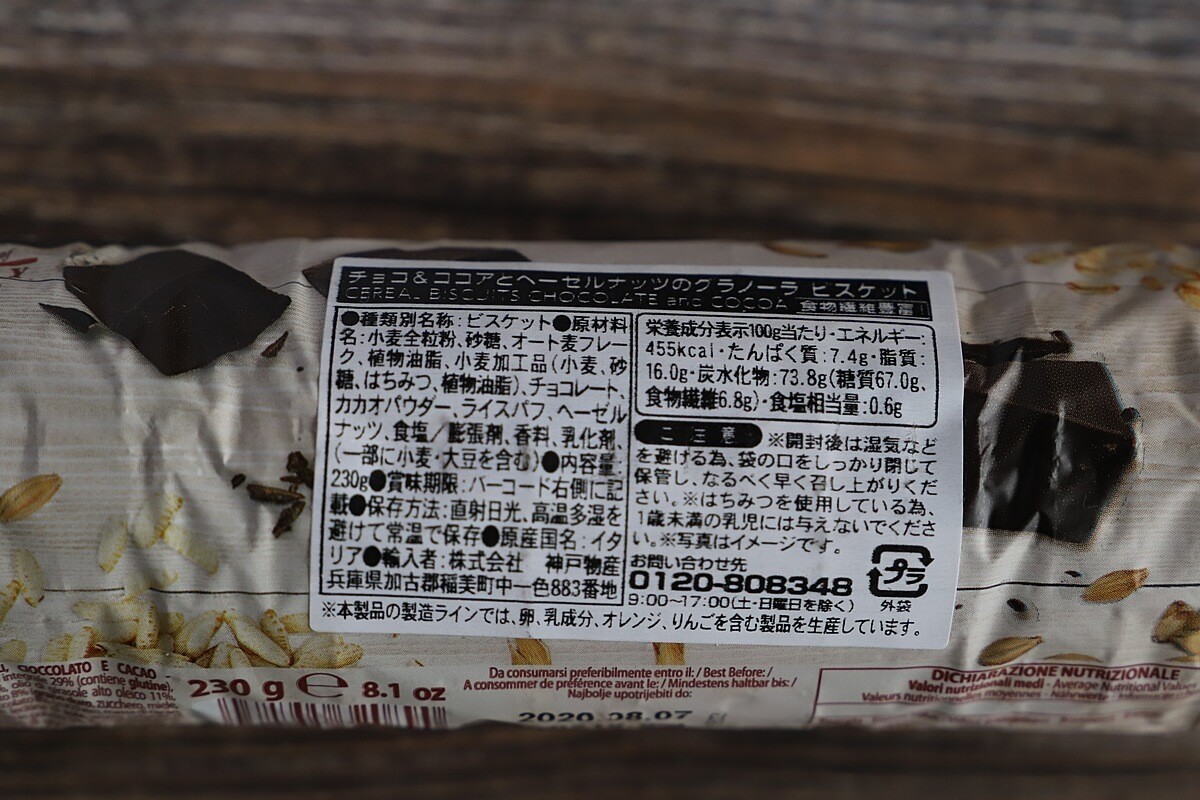 チョコ&ココアとヘーゼルナッツのグラノーラ ビスケット
CEREAL BISCUITS CHOCOLATE and COCOA 食物繊維豊富!
●種類別名称:ビスケット●原材料
名:小麦全粒粉、砂糖、オート麦フレー
ク、植物油脂、小麦加工品(小麦、砂
糖、はちみつ、植物油脂)、チョコレート、
カカオパウダー、ライスパフ、ヘーゼル
ナッツ、食塩/膨張剤、香料、乳化剤、
(一部に小麦・大豆を含む)●内容量:
230g●賞味期限:バーコード右側に記
載●保存方法:直射日光、高温多湿を
避けて常温で保存●原産国名:イタ
リア●輸入者:株式会社 神戸物産
兵庫県加古郡稲美町中一色883番地
栄養成分表示100g当たり・エネルギー:
455kcal・たんぱく質:7.4g・脂質:
16.0g・炭水化物:73.8g(糖質67.0g、
食物繊維6.8g)・食塩相当量:0.6g
ご注意
※開封後は湿気など
を避ける為、袋の口をしっかり閉じて
保管し、なるべく早く召し上がりくだ
さい。※はちみつを使用している為、
1歳未満の乳児には与えないでくださ
い。※写真はイメージです。
お問い合わせ先
0120-808348
9:00~17:00(土・日曜日を除く)
プラ
外袋
※本製品の製造ラインでは、卵、乳成分、オレンジ、りんごを含む製品を生産しています。
CIOCCOLATO E CACAO
29% (contiene glutine)
alto oleico 11%
zucchero, miele
230 g e 8.1 oz
Da consumarsi preferibilmente entro il: / Best Before: /
A consommer de préférence avant le: / Mindestens haltbar bis: /
Najbolje uporijebiti do:
2020.08.07
DICHIARAZIONE NUTRIZIONALE
Valori nutrizionali medi - Average Nutritional
Valeurs nutritionnelles moyennes